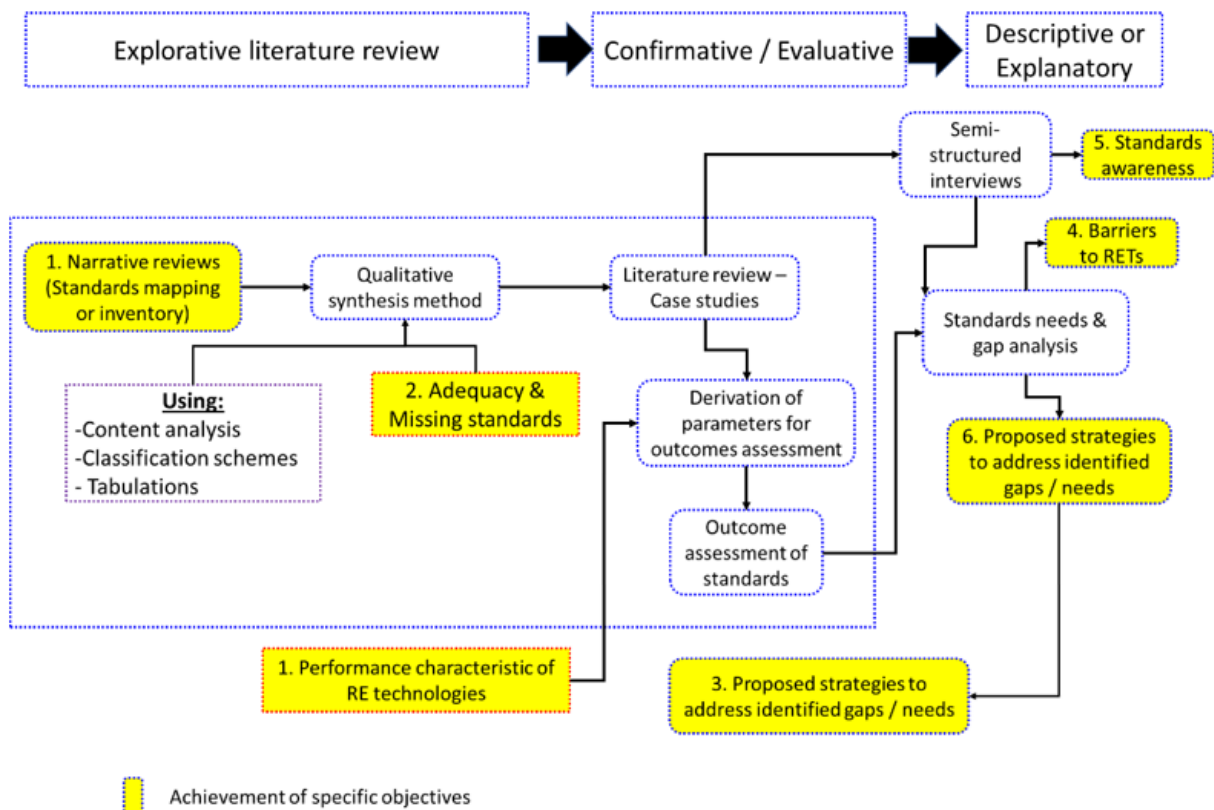 Explorative literature review
Confirmative / Evaluative
Descriptive or
Explanatory
Semi-
structured
interviews
5. Standards
awareness
4. Barriers
to RETs
1. Narrative reviews
(Standards mapping
or inventory)
Qualitative
synthesis method
Literature review –
Case studies
Standards needs &
gap analysis
Using:
-Content analysis
-Classification schemes
- Tabulations
2. Adequacy &
Missing standards
Derivation of
parameters for
outcomes assessment
6. Proposed strategies
to address identified
gaps / needs
Outcome
assessment of
standards
1. Performance characteristic of
RE technologies
3. Proposed strategies to
address identified gaps / needs
Achievement of specific objectives